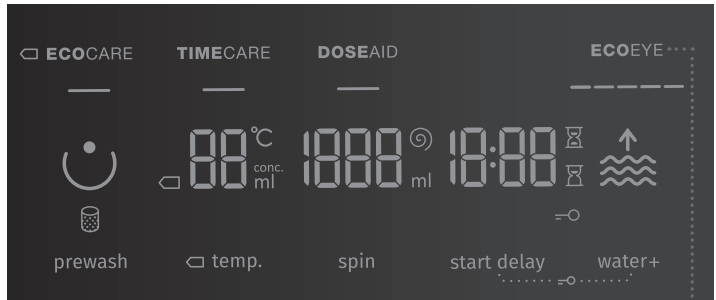 ECOCARE TIMECARE DOSEAID ECOEYE
88 °C 1888 18:88
conc.
ml ml
prewash temp. spin start delay water+